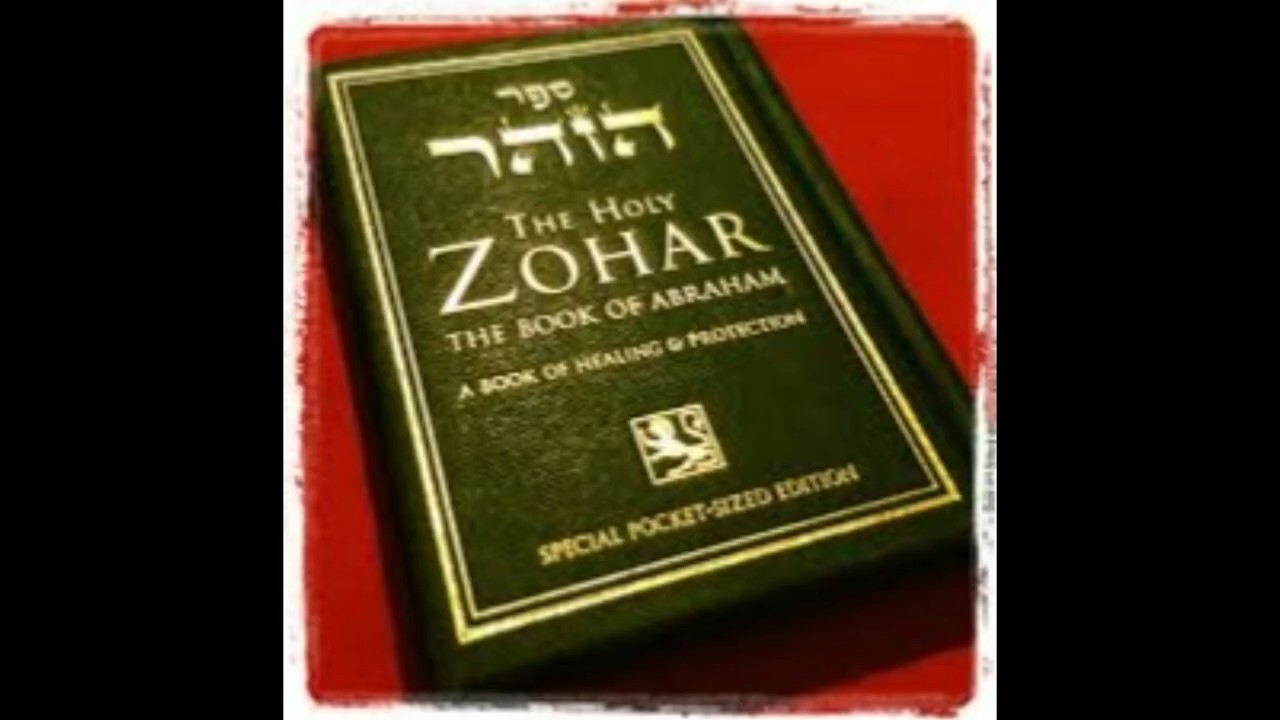 ספר
הזהר
THE HOLY
ZOHAR
THE BOOK OF ABRAHAM
A BOOK OF HEALING & PROTECTION
SPECIAL POCKET-SIZED EDITION